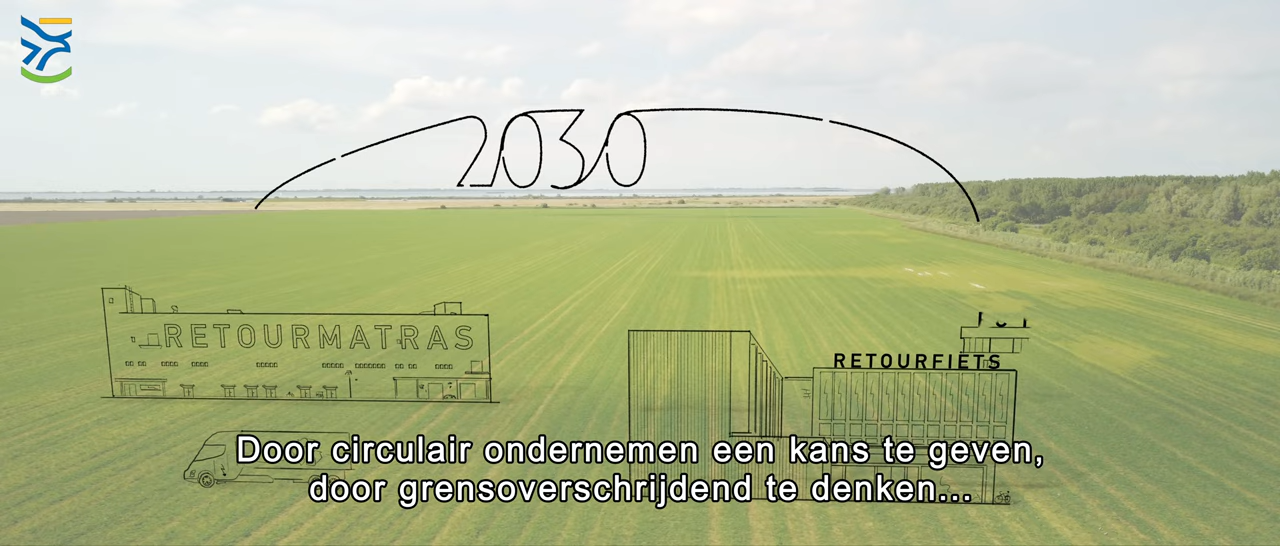 2030
RETOURMATRAS
RETOURFIETS
Door circulair ondernemen een kans te geven,
door grensoverschrijdend te denken...